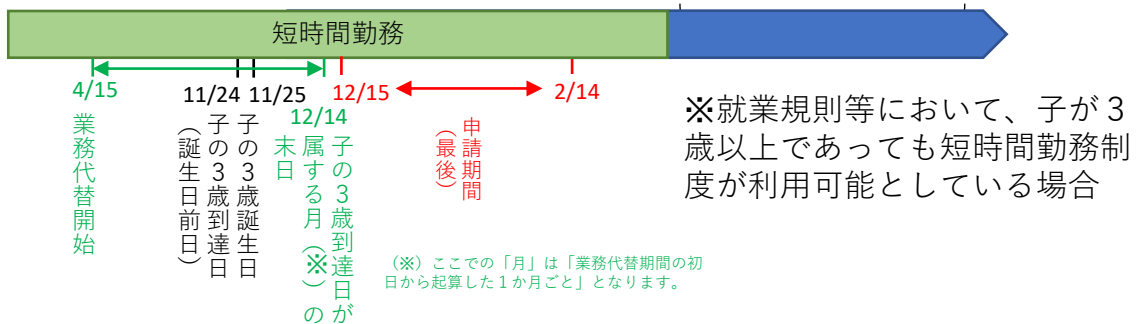 短時間勤務
4/15
11/24
11/25
12/14
12/15
2/14
業務代替開始
子の３歳到達日
（誕生日前日）
子の３歳誕生日
子の３歳到達日が
属する月（※）の
末日
申請期間
（最後）
※就業規則等において、子が３
歳以上であっても短時間勤務制
度が利用可能としている場合
（※）ここでの「月」は「業務代替期間の初
日から起算した１か月ごと」となります。